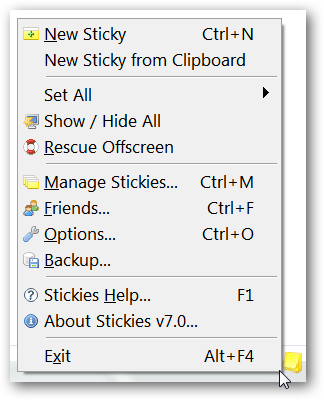 New Sticky Ctrl+N
New Sticky from Clipboard
Set All
Show / Hide All
Rescue Offscreen
Manage Stickies... Ctrl+M
Friends... Ctrl+F
Options... Ctrl+O
Backup...
Stickies Help... F1
About Stickies v7.0...
Exit Alt+F4